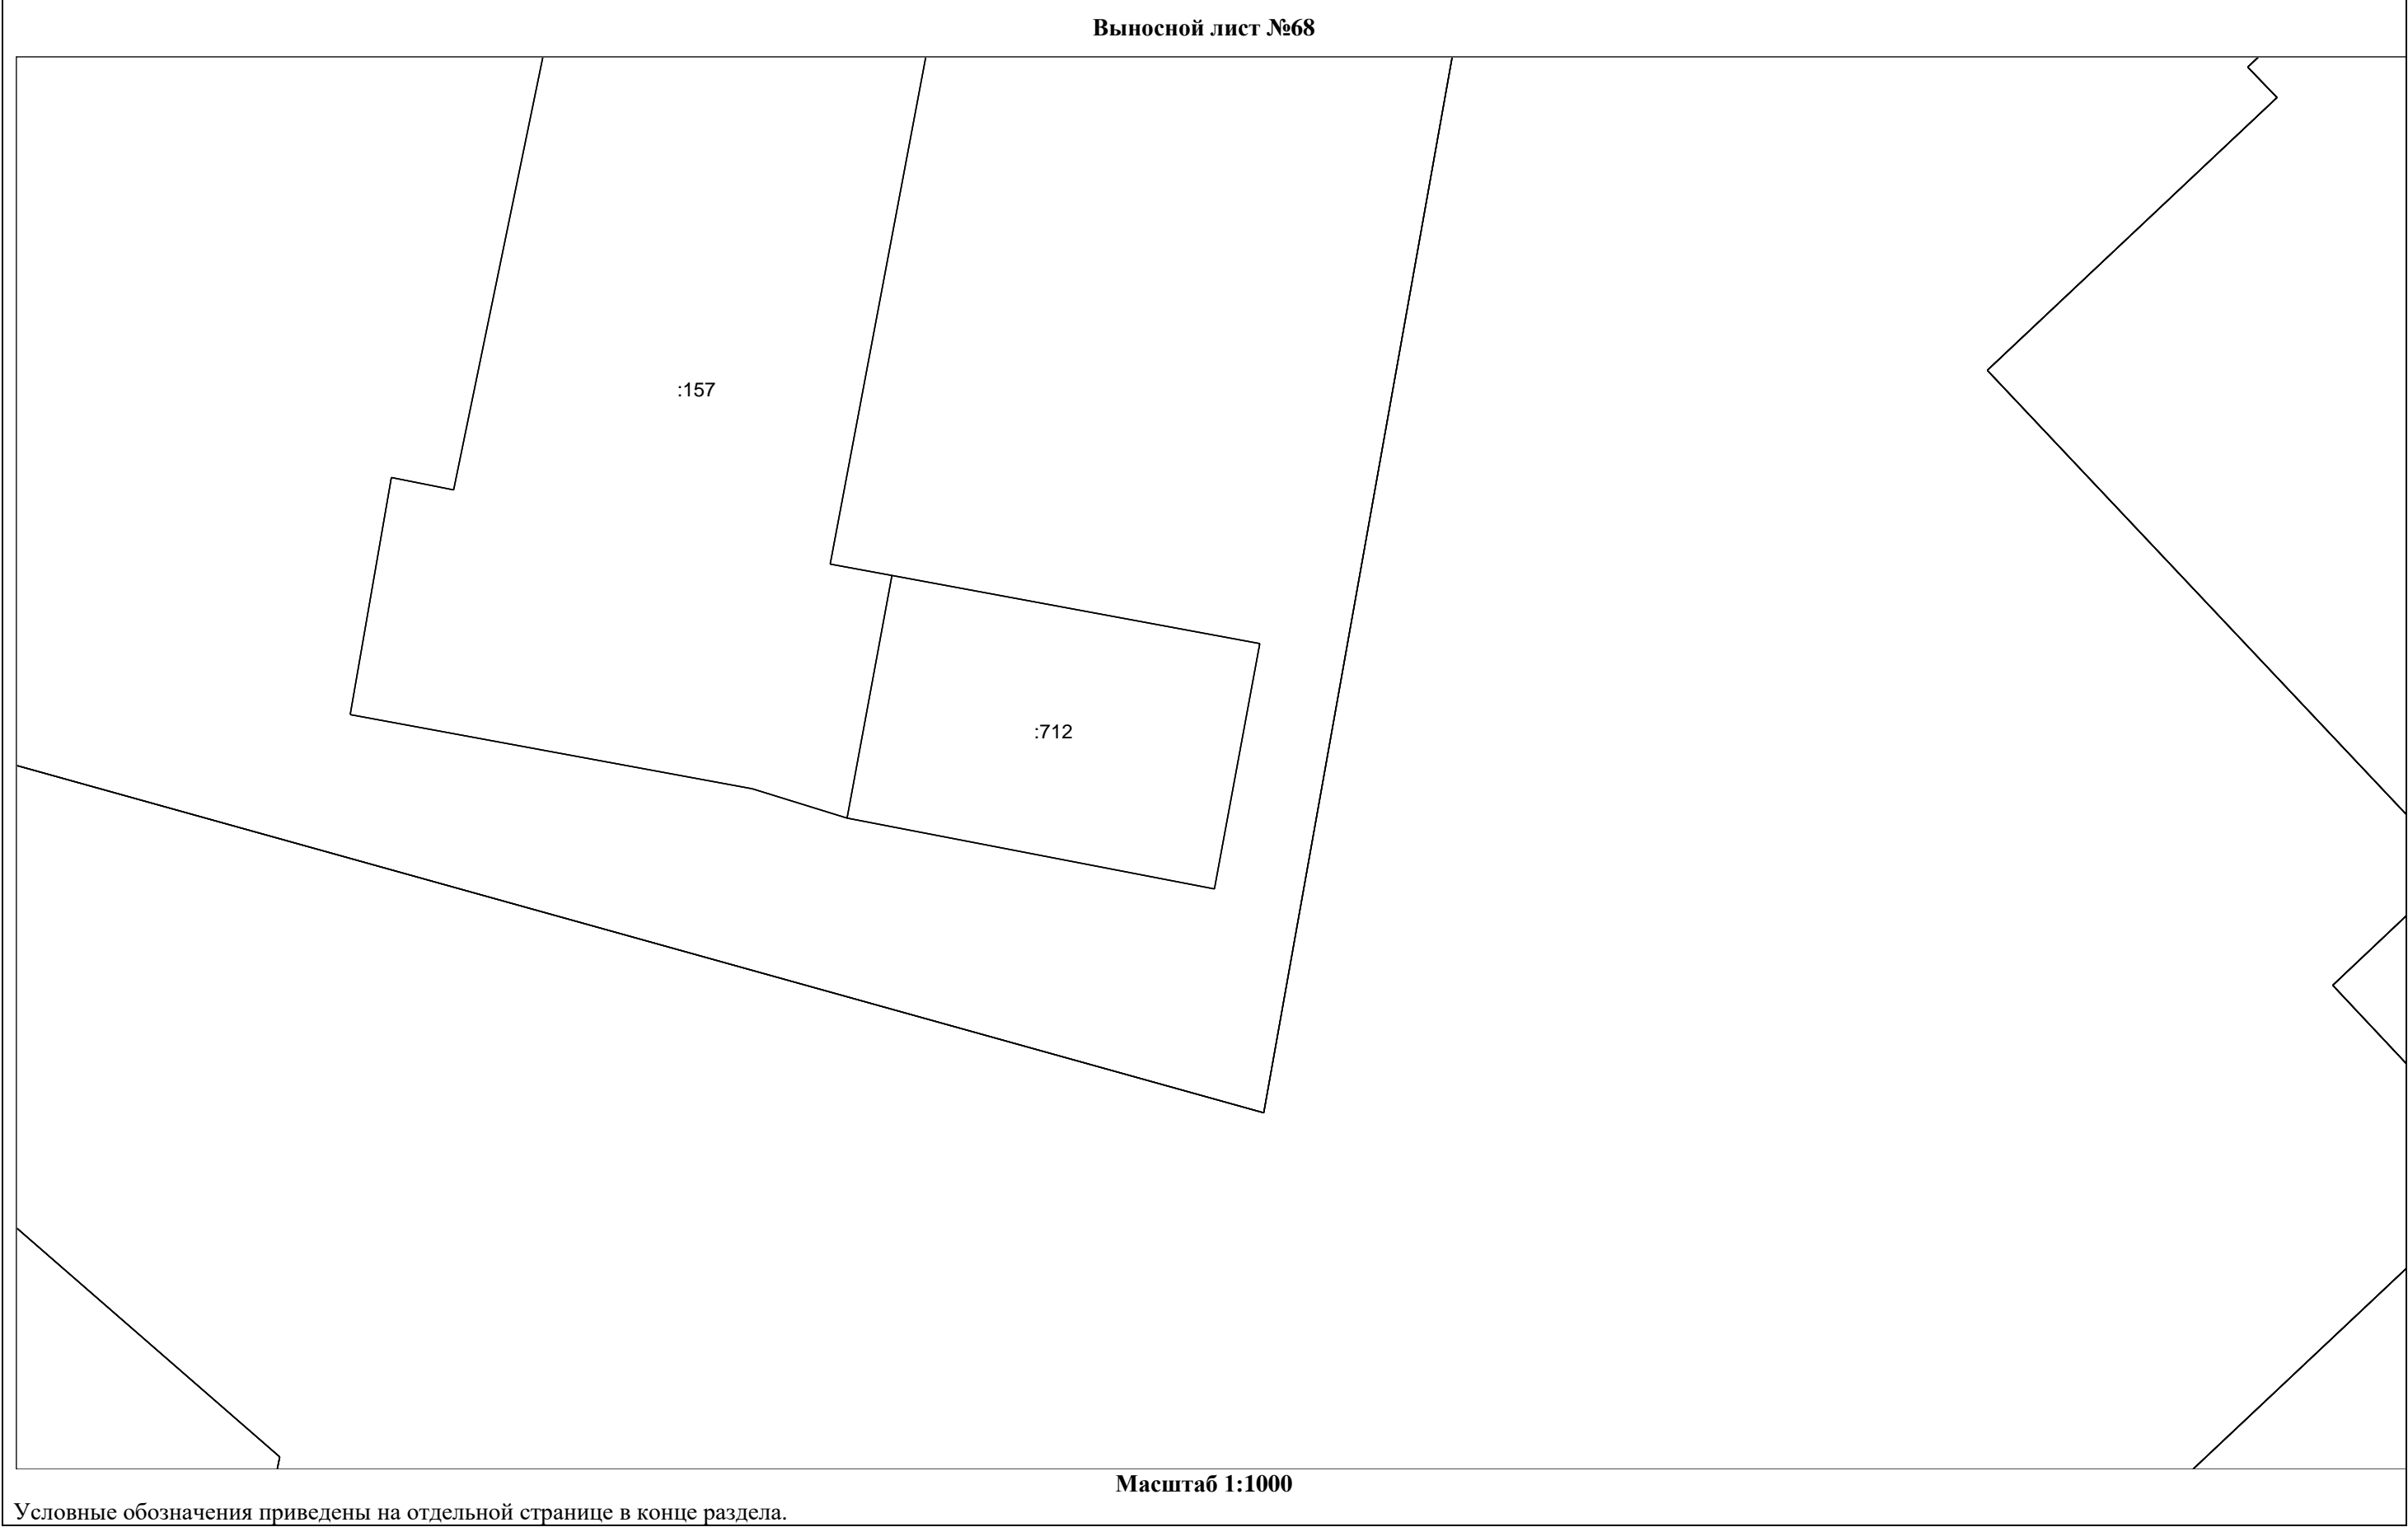 Выносной лист №68
:157
:712
Масштаб 1:1000
Условные обозначения приведены на отдельной странице в конце раздела.